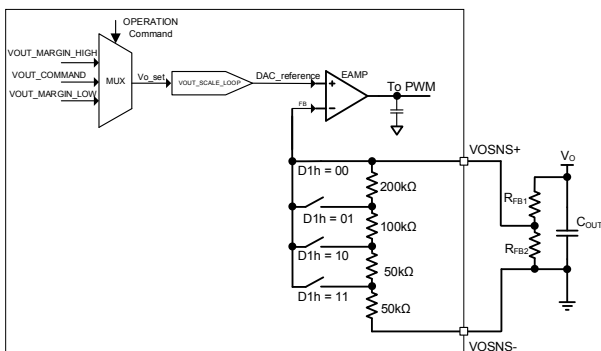 OPERATION
Command
VOUT_MARGIN_HIGH
VOUT_COMMAND
VOUT_MARGIN_LOW
MUX
Vo_set
VOUT_SCALE_LOOP
DAC_reference
EAMP
+
−
FB
To PWM
VOSNS+
D1h = 00
200kΩ
D1h = 01
100kΩ
D1h = 10
50kΩ
D1h = 11
50kΩ
VO
RFB1
RFB2
COUT
VOSNS-